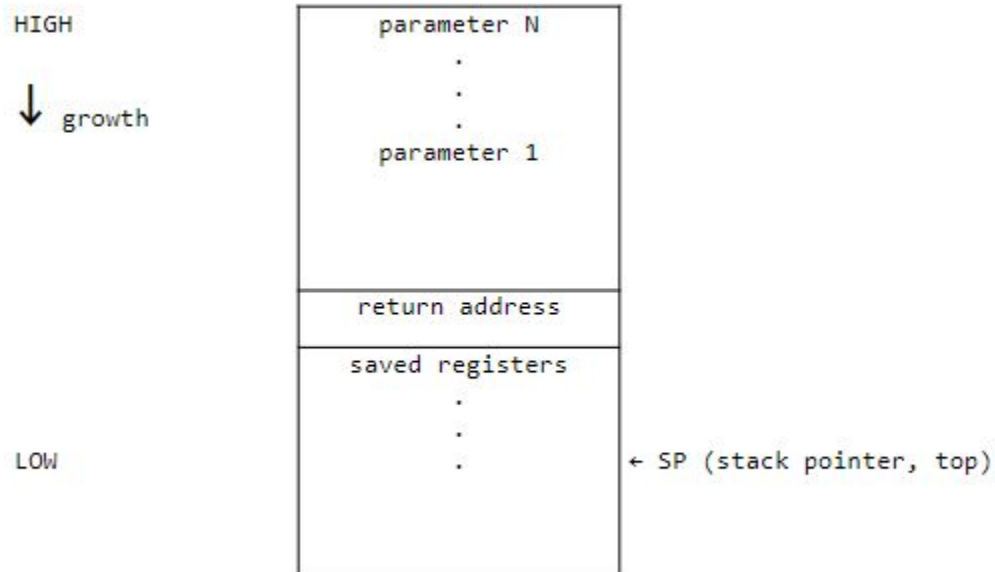 HIGH
parameter N
.
.
↓ growth
.
parameter 1
return address
saved registers
.
.
LOW
.
← SP (stack pointer, top)